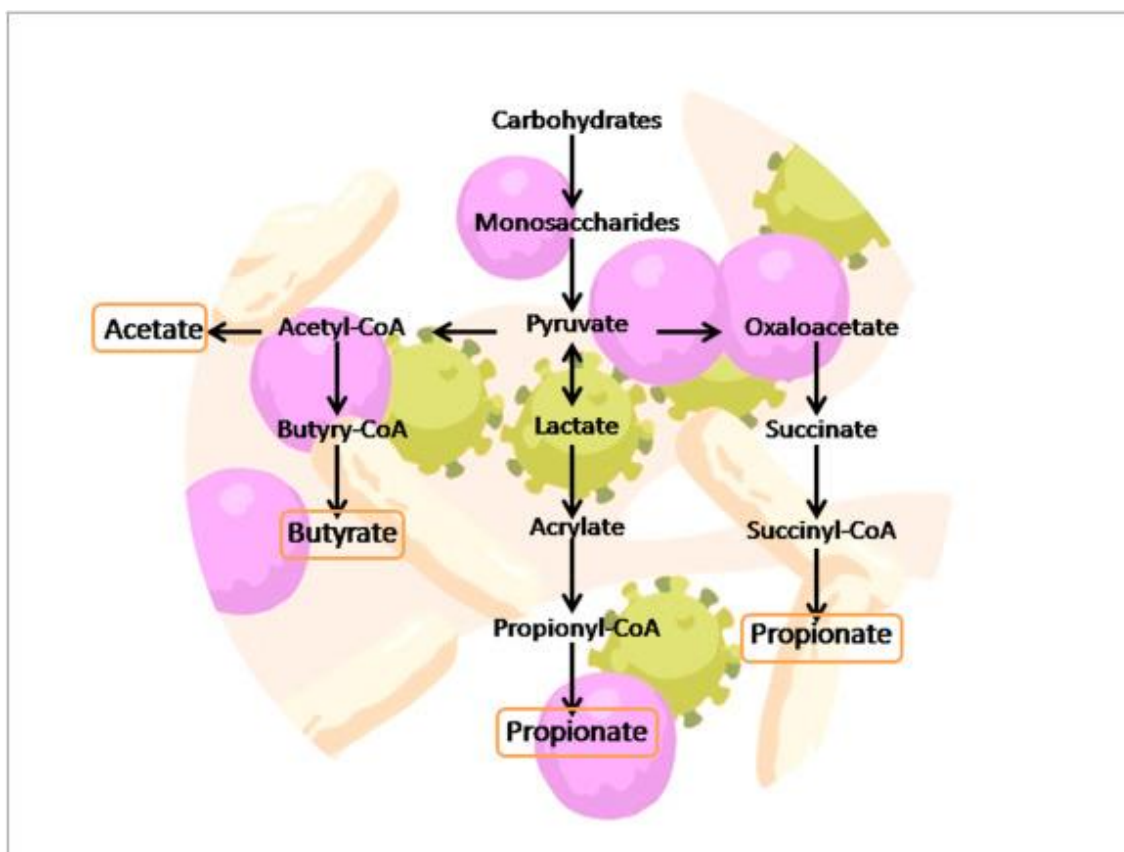 Carbohydrates
Monosaccharides
Acetate
Acetyl-CoA
Pyruvate
Oxaloacetate
Butyry-CoA
Lactate
Succinate
Butyrate
Acrylate
Succinyl-CoA
Propionyl-CoA
Propionate
Propionate